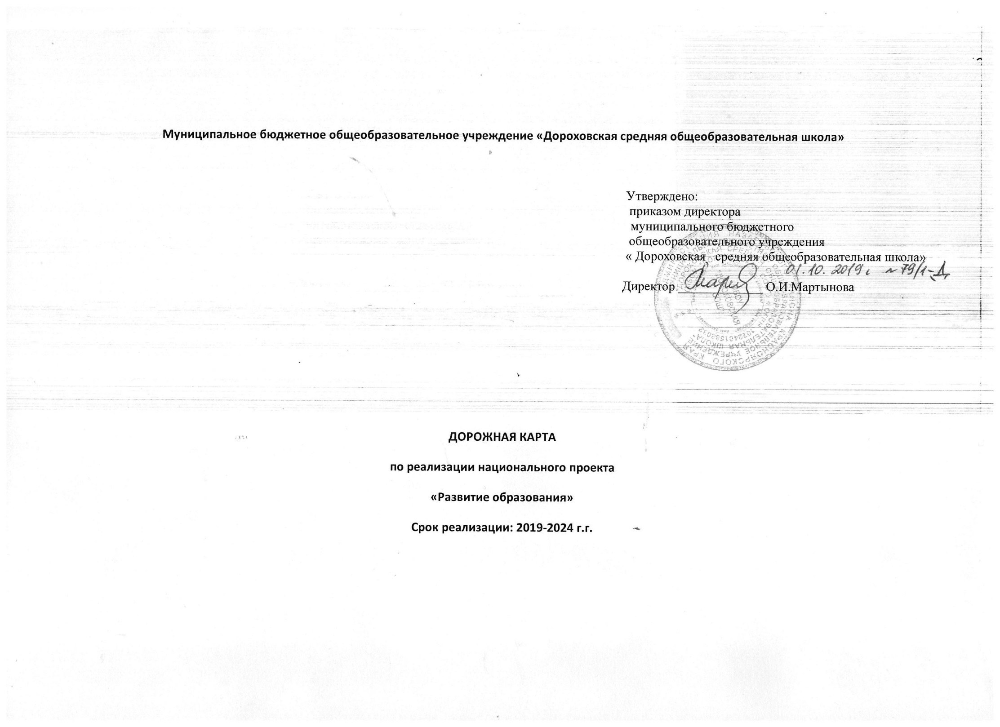 Муниципальное бюджетное общеобразовательное учреждение «Дороховская средняя общеобразовательная школа»
Утверждено:
приказом директора
муниципального бюджетного
общеобразовательного учреждения
« Дороховская средняя общеобразовательная школа»
01.10.2019г №79/1-Д
Директор О.И.Мартынова
ДОРОЖНАЯ КАРТА
по реализации национального проекта
«Развитие образования»
Срок реализации: 2019-2024 г.г.